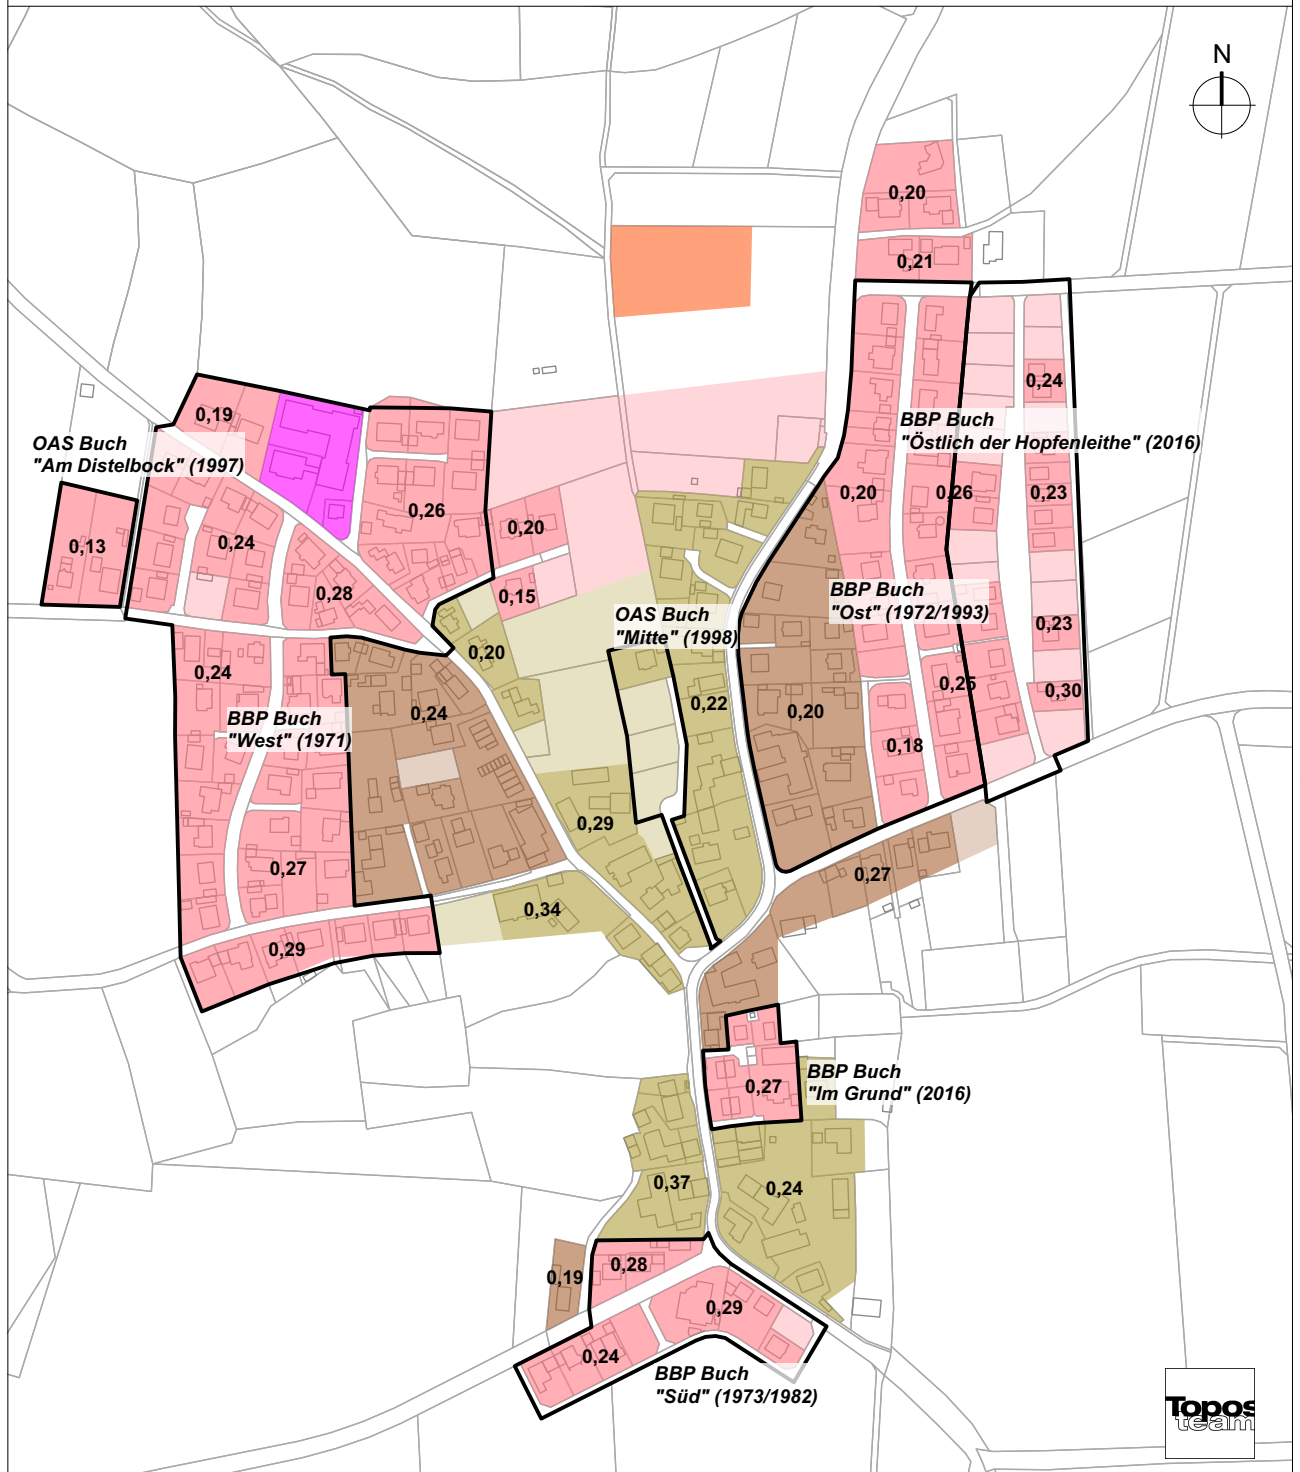 N
0,20
0,21
0,24
0,19
BBP Buch
"Östlich der Hopfenleithe" (2016)
OAS Buch
"Am Distelbock" (1997)
0,20
0,26
0,23
0,26
0,20
0,13
0,24
0,28
0,15
BBP Buch
"Ost" (1972/1993)
OAS Buch
"Mitte" (1998)
0,23
0,20
0,24
0,25
0,30
0,22
0,24
0,20
BBP Buch
"West" (1971)
0,18
0,29
0,27
0,27
0,34
0,29
BBP Buch
"Im Grund" (2016)
0,27
0,37
0,24
0,28
0,19
0,29
0,24
BBP Buch
"Süd" (1973/1982)
Topos
team